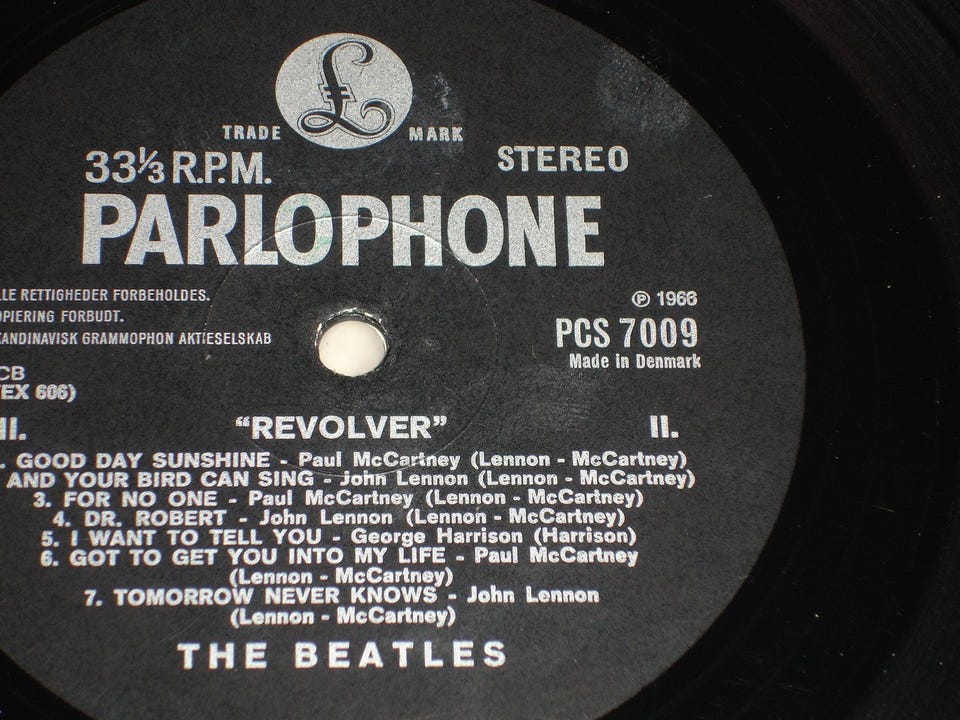 £
TRADE MARK
33⅓ R.P.M. STEREO
PARLOPHONE
LLE RETTIGHEDER FORBEHOLDES.
OPIERING FORBUDT.
KANDINAVISK GRAMMOPHON AKTIESELSKAB
℗ 1966
PCS 7009
Made in Denmark
CB
EX 606)
II. "REVOLVER" II.
. GOOD DAY SUNSHINE - Paul McCartney (Lennon - McCartney)
AND YOUR BIRD CAN SING - John Lennon (Lennon - McCartney)
3. FOR NO ONE - Paul McCartney (Lennon - McCartney)
4. DR. ROBERT - John Lennon (Lennon - McCartney)
5. I WANT TO TELL YOU - George Harrison (Harrison)
6. GOT TO GET YOU INTO MY LIFE - Paul McCartney
(Lennon - McCartney)
7. TOMORROW NEVER KNOWS - John Lennon
(Lennon - McCartney)
THE BEATLES